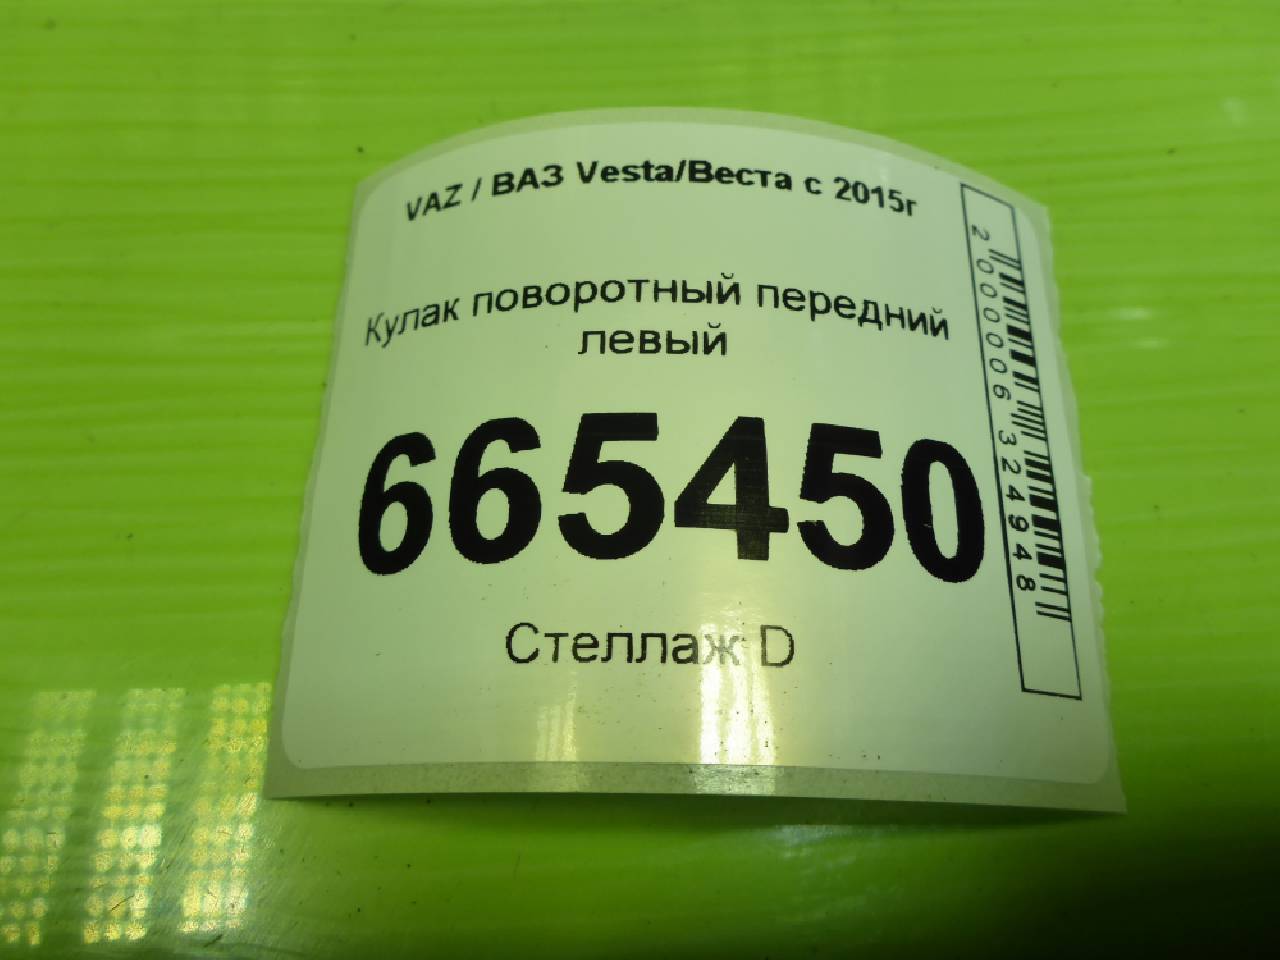 VAZ / ВАЗ Vesta/Веста с 2015г
Кулак поворотный передний
левый
665450
Стеллаж D
2000006324948